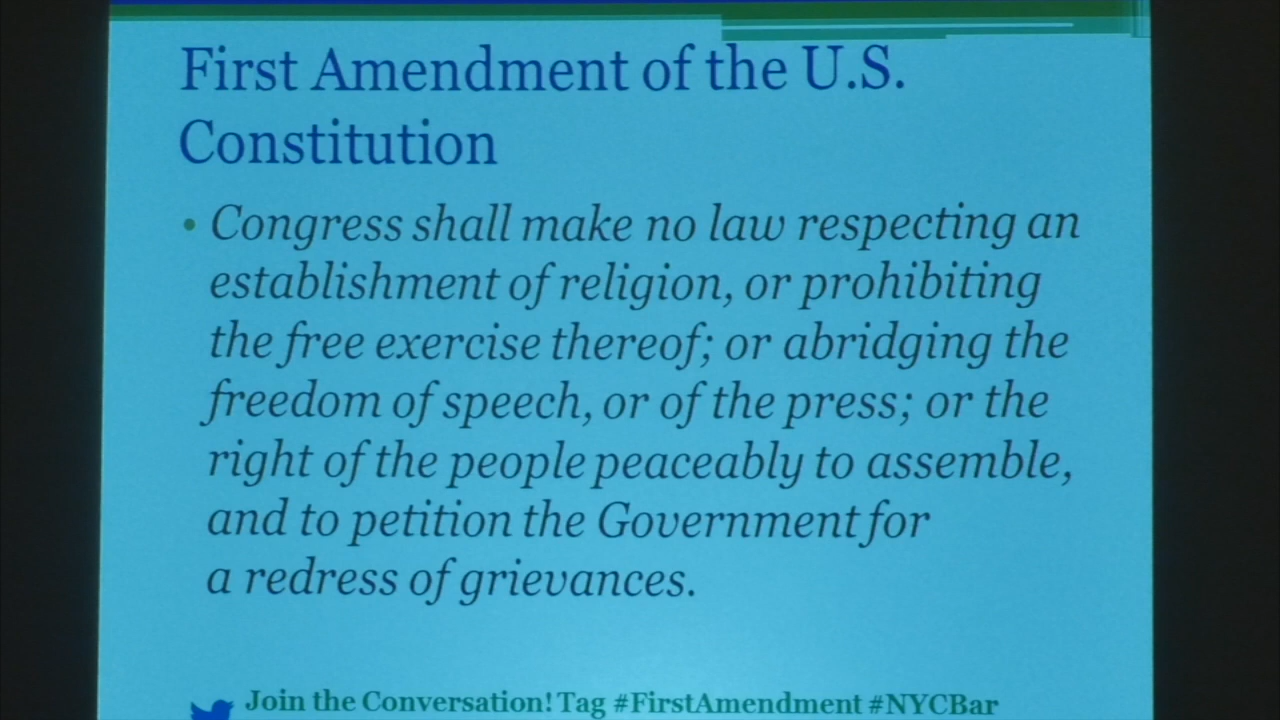 First Amendment of the U.S.
Constitution
• Congress shall make no law respecting an
establishment of religion, or prohibiting
the free exercise thereof; or abridging the
freedom of speech, or of the press; or the
right of the people peaceably to assemble,
and to petition the Government for
a redress of grievances.
Join the Conversation! Tag #FirstAmendment #NYCBar